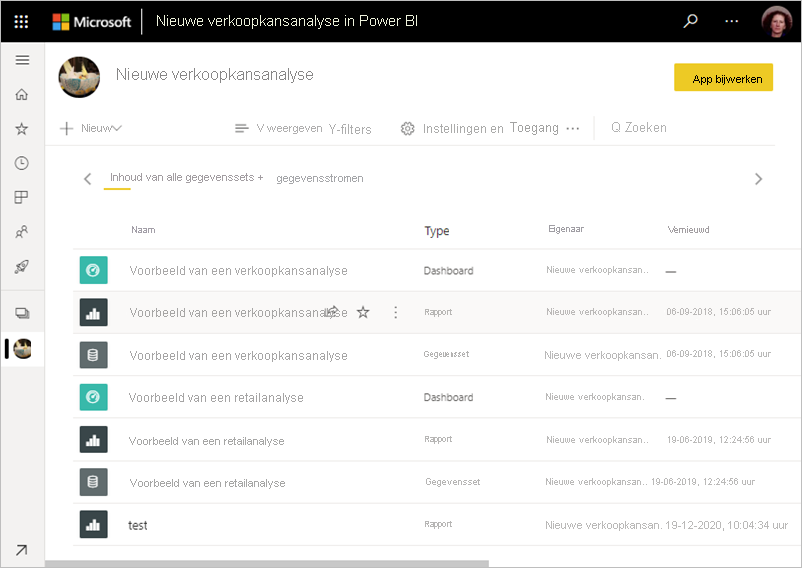 Microsoft Nieuwe verkoopkansanalyse in Power BI
Nieuwe verkoopkansanalyse
App bijwerken
Nieuw V weergeven Y-filters Instellingen en Toegang ... Q Zoeken
Inhoud van alle gegevenssets + gegevensstromen
Naam Type Eigenaar Vernieuwd
Voorbeeld van een verkoopkansanalyse Dashboard Nieuwe verkoopkansan.. —
Voorbeeld van een verkoopkansanalyse Rapport Nieuwe verkoopkansan.. 06-09-2018, 15:06:05 uur
Voorbeeld van een verkoopkansanalyse Gegevensset Nieuwe verkoopkansan. 06-09-2018, 15:06:05 uur
Voorbeeld van een retailanalyse Dashboard Nieuwe verkoopkansan. —
Voorbeeld van een retailanalyse Rapport Nieuwe verkoopkansan.. 19-06-2019, 12:24:56 uur
Voorbeeld van een retailanalyse Gegevensset Nieuwe verkoopkansan.. 19-06-2019, 12:24:56 uur
test Rapport Nieuwe verkoopkansan. 19-12-2020, 10:04:34 uur